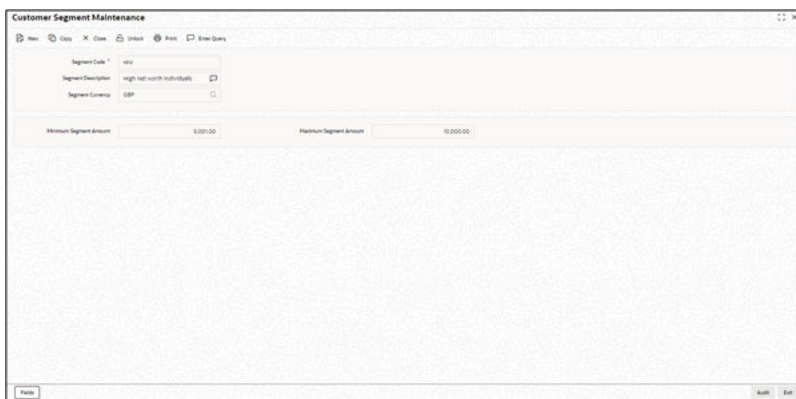 Customer Segment Maintenance
New Copy Close Unlock Print Enter Query
Segment Code * HNI
Segment Description High Net worth Individuals
Segment Currency GBP
Minimum Segment Amount 5,001.00 Maximum Segment Amount 10,000.00
Fields Audit Exit